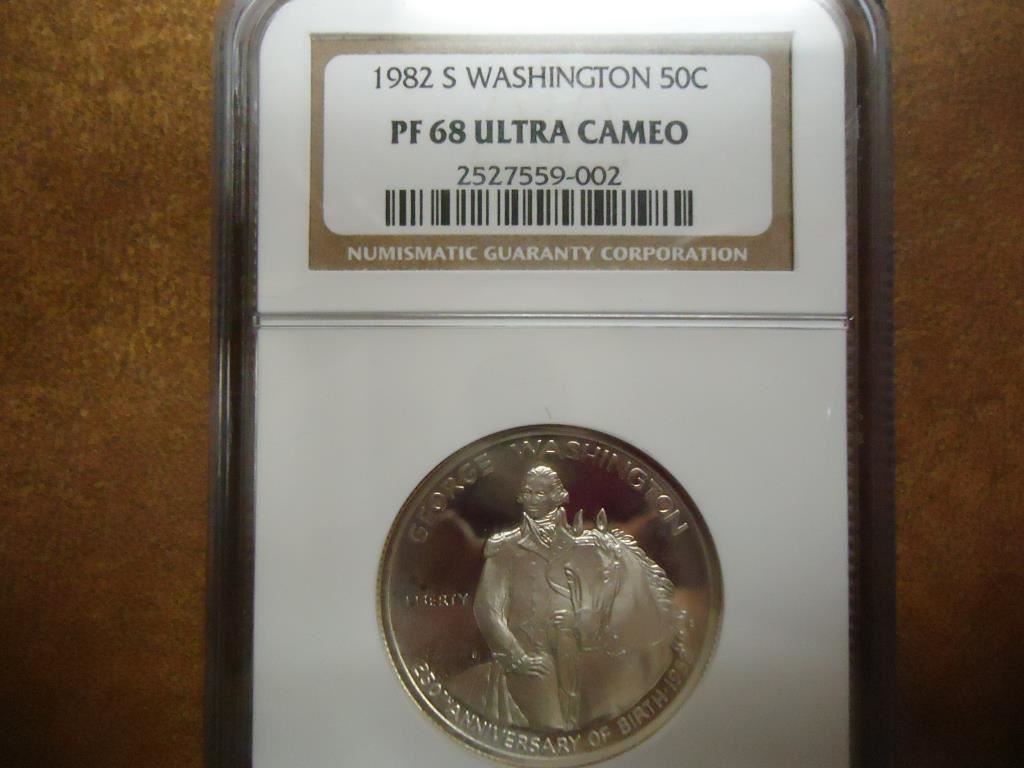 1982 S WASHINGTON 50C
PF 68 ULTRA CAMEO
2527559-002
NUMISMATIC GUARANTY CORPORATION
GEORGE WASHINGTON
LIBERTY
250TH ANNIVERSARY OF BIRTH·1982